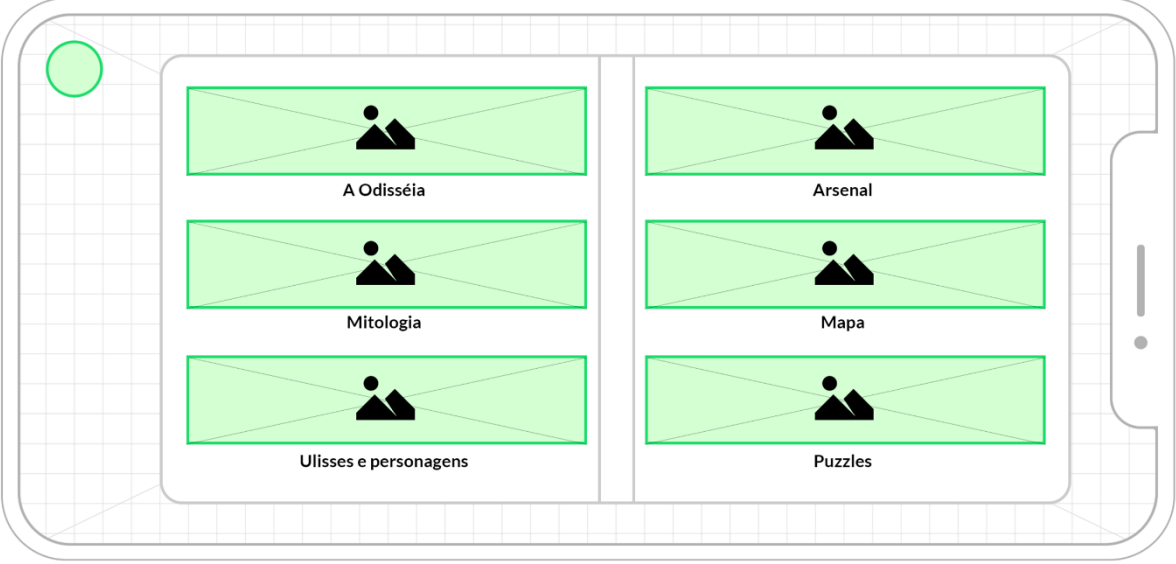 A Odisséia
Mitologia
Ulisses e personagens
Arsenal
Mapa
Puzzles